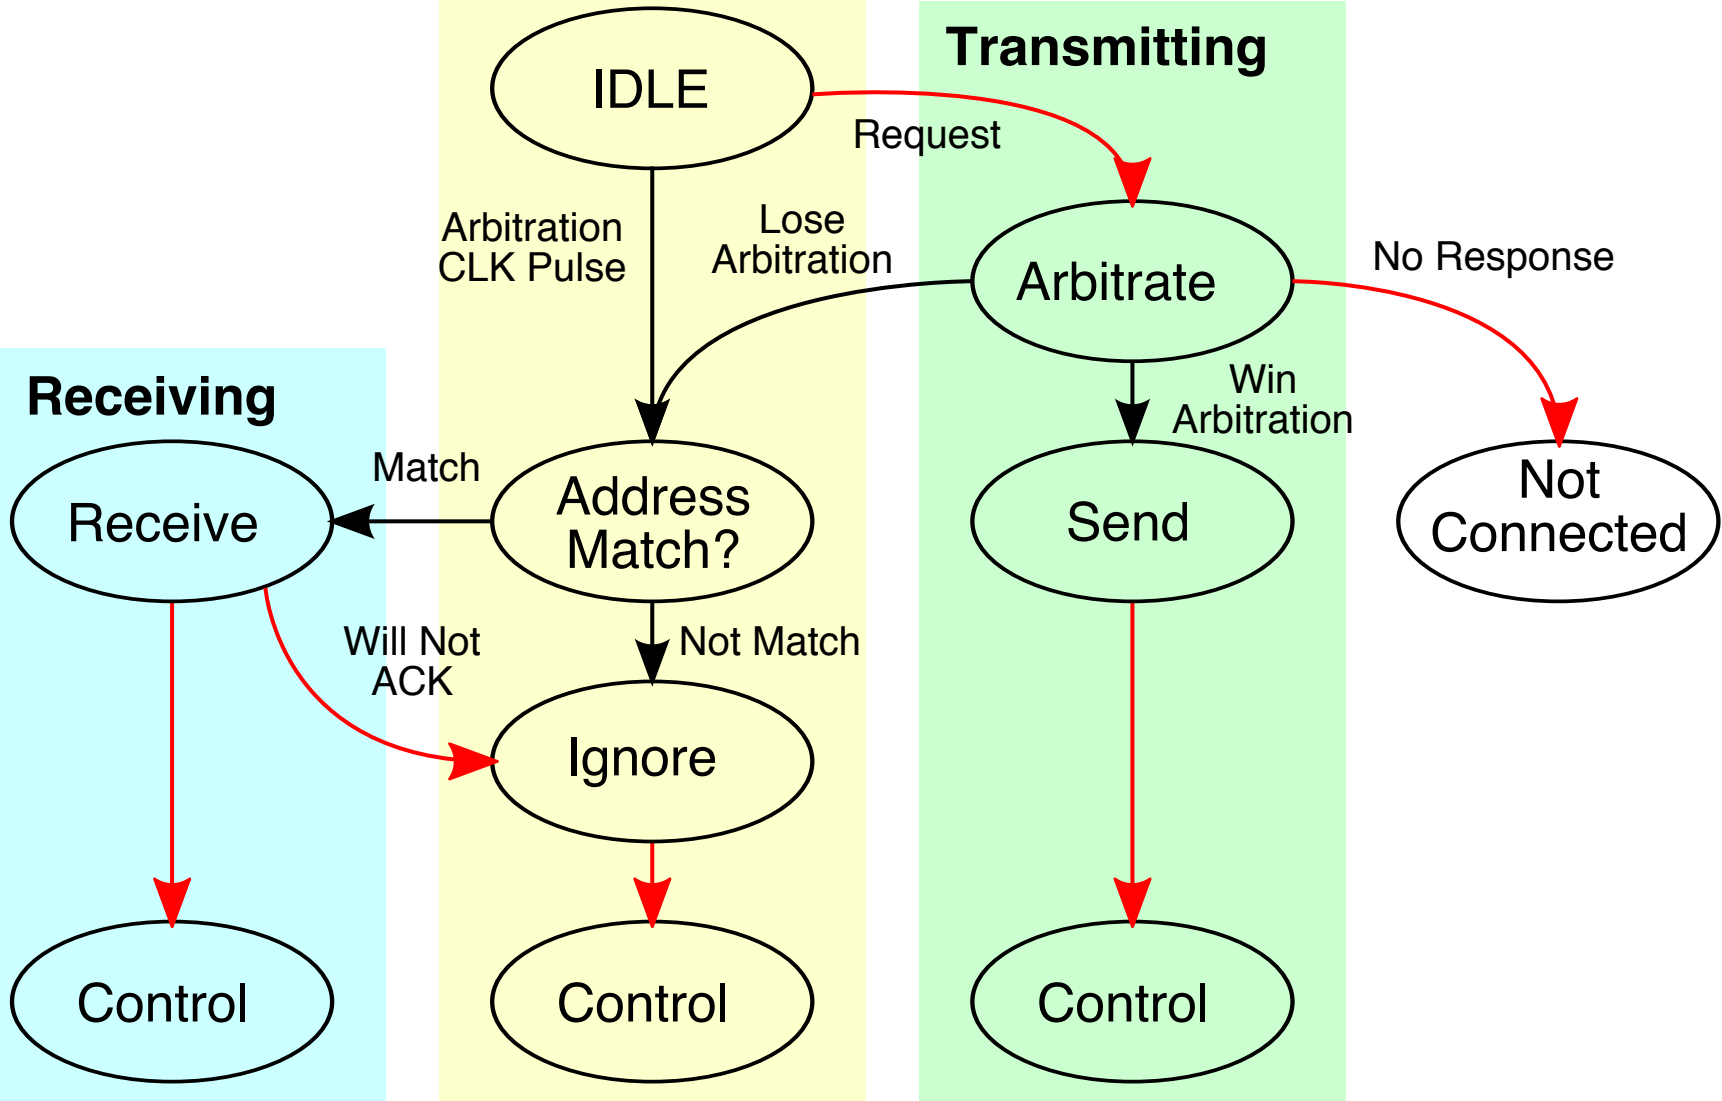 Transmitting
IDLE
Request
Arbitration
CLK Pulse
Lose
Arbitration
Arbitrate
No Response
Receiving
Win
Arbitration
Match
Receive
Address
Match?
Send
Not
Connected
Will Not
ACK
Not Match
Ignore
Control
Control
Control